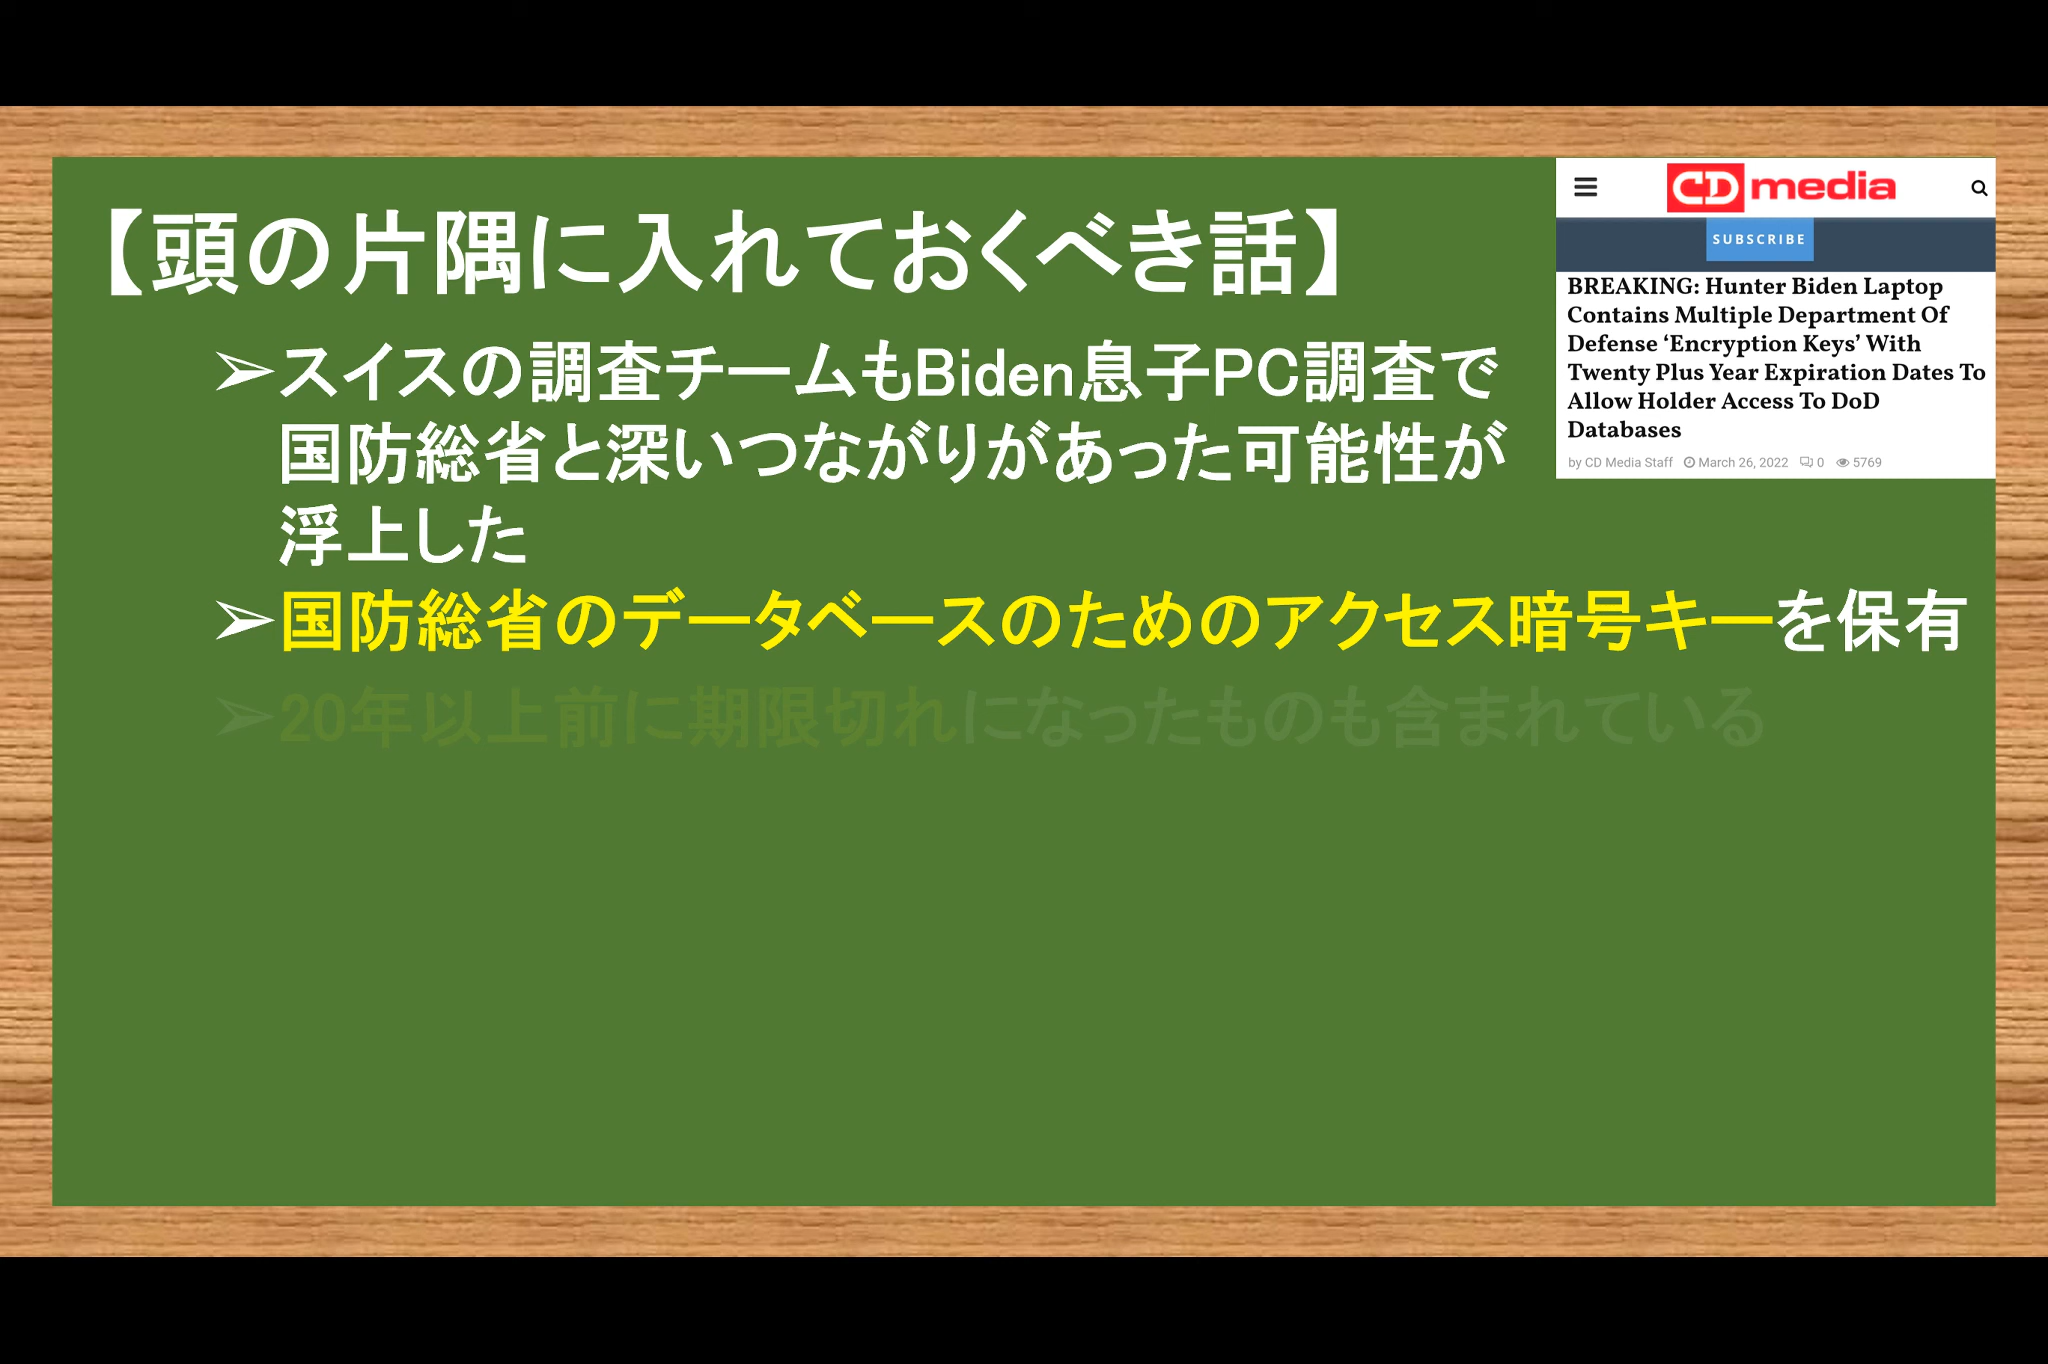 【頭の片隅に入れておくべき話】
➢スイスの調査チームもBiden息子PC調査で
国防総省と深いつながりがあった可能性が
浮上した
➢国防総省のデータベースのためのアクセス暗号キーを保有
➢20年以上前に期限切れになったものも含まれている
CD media
SUBSCRIBE
BREAKING: Hunter Biden Laptop
Contains Multiple Department Of
Defense ‘Encryption Keys’ With
Twenty Plus Year Expiration Dates To
Allow Holder Access To DoD
Databases
by CD Media Staff March 26, 2022 0 5769